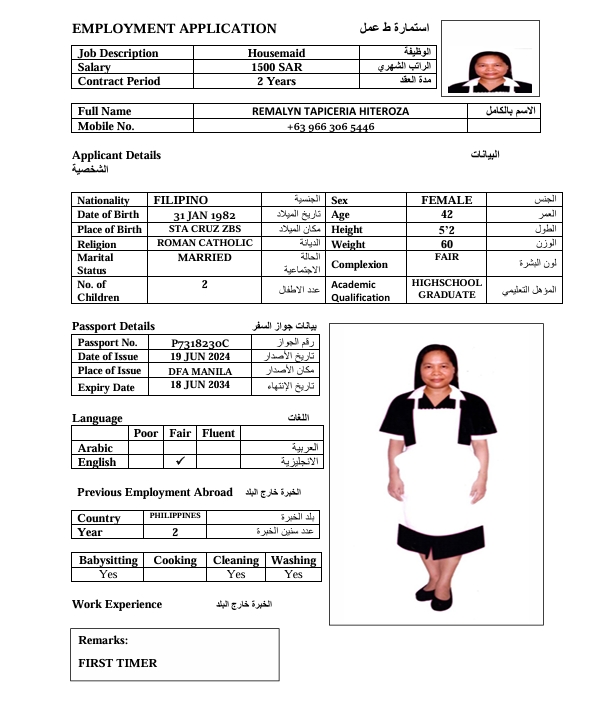 EMPLOYMENT APPLICATION استمارة ط عمل
Job Description Housemaid الوظيفة
Salary 1500 SAR الراتب الشهري
Contract Period 2 Years مدة العقد
Full Name REMALYN TAPICERIA HITEROZA الاسم بالكامل
Mobile No. +63 966 306 5446
Applicant Details البيانات
الشخصية
Nationality FILIPINO الجنسية Sex FEMALE الجنس
Date of Birth 31 JAN 1982 تاريخ الميلاد Age 42 العمر
Place of Birth STA CRUZ ZBS مكان الميلاد Height 5'2 الطول
Religion ROMAN CATHOLIC الديانة Weight 60 الوزن
Marital Status MARRIED الحالة الاجتماعية Complexion FAIR لون البشرة
No. of Children 2 عدد الاطفال Academic Qualification HIGHSCHOOL GRADUATE المؤهل التعليمي
Passport Details بيانات جواز السفر
Passport No. P7318230C رقم الجواز
Date of Issue 19 JUN 2024 تاريخ الأصدار
Place of Issue DFA MANILA مكان الأصدار
Expiry Date 18 JUN 2034 تاريخ الإنتهاء
Language اللغات
Poor Fair Fluent
Arabic العربية
English ✓ الانجليزية
Previous Employment Abroad الخبرة خارج البلد
Country PHILIPPINES بلد الخبرة
Year 2 عدد سنين الخبرة
Babysitting Cooking Cleaning Washing
Yes Yes Yes
Work Experience الخبرة خارج البلد
Remarks:
FIRST TIMER